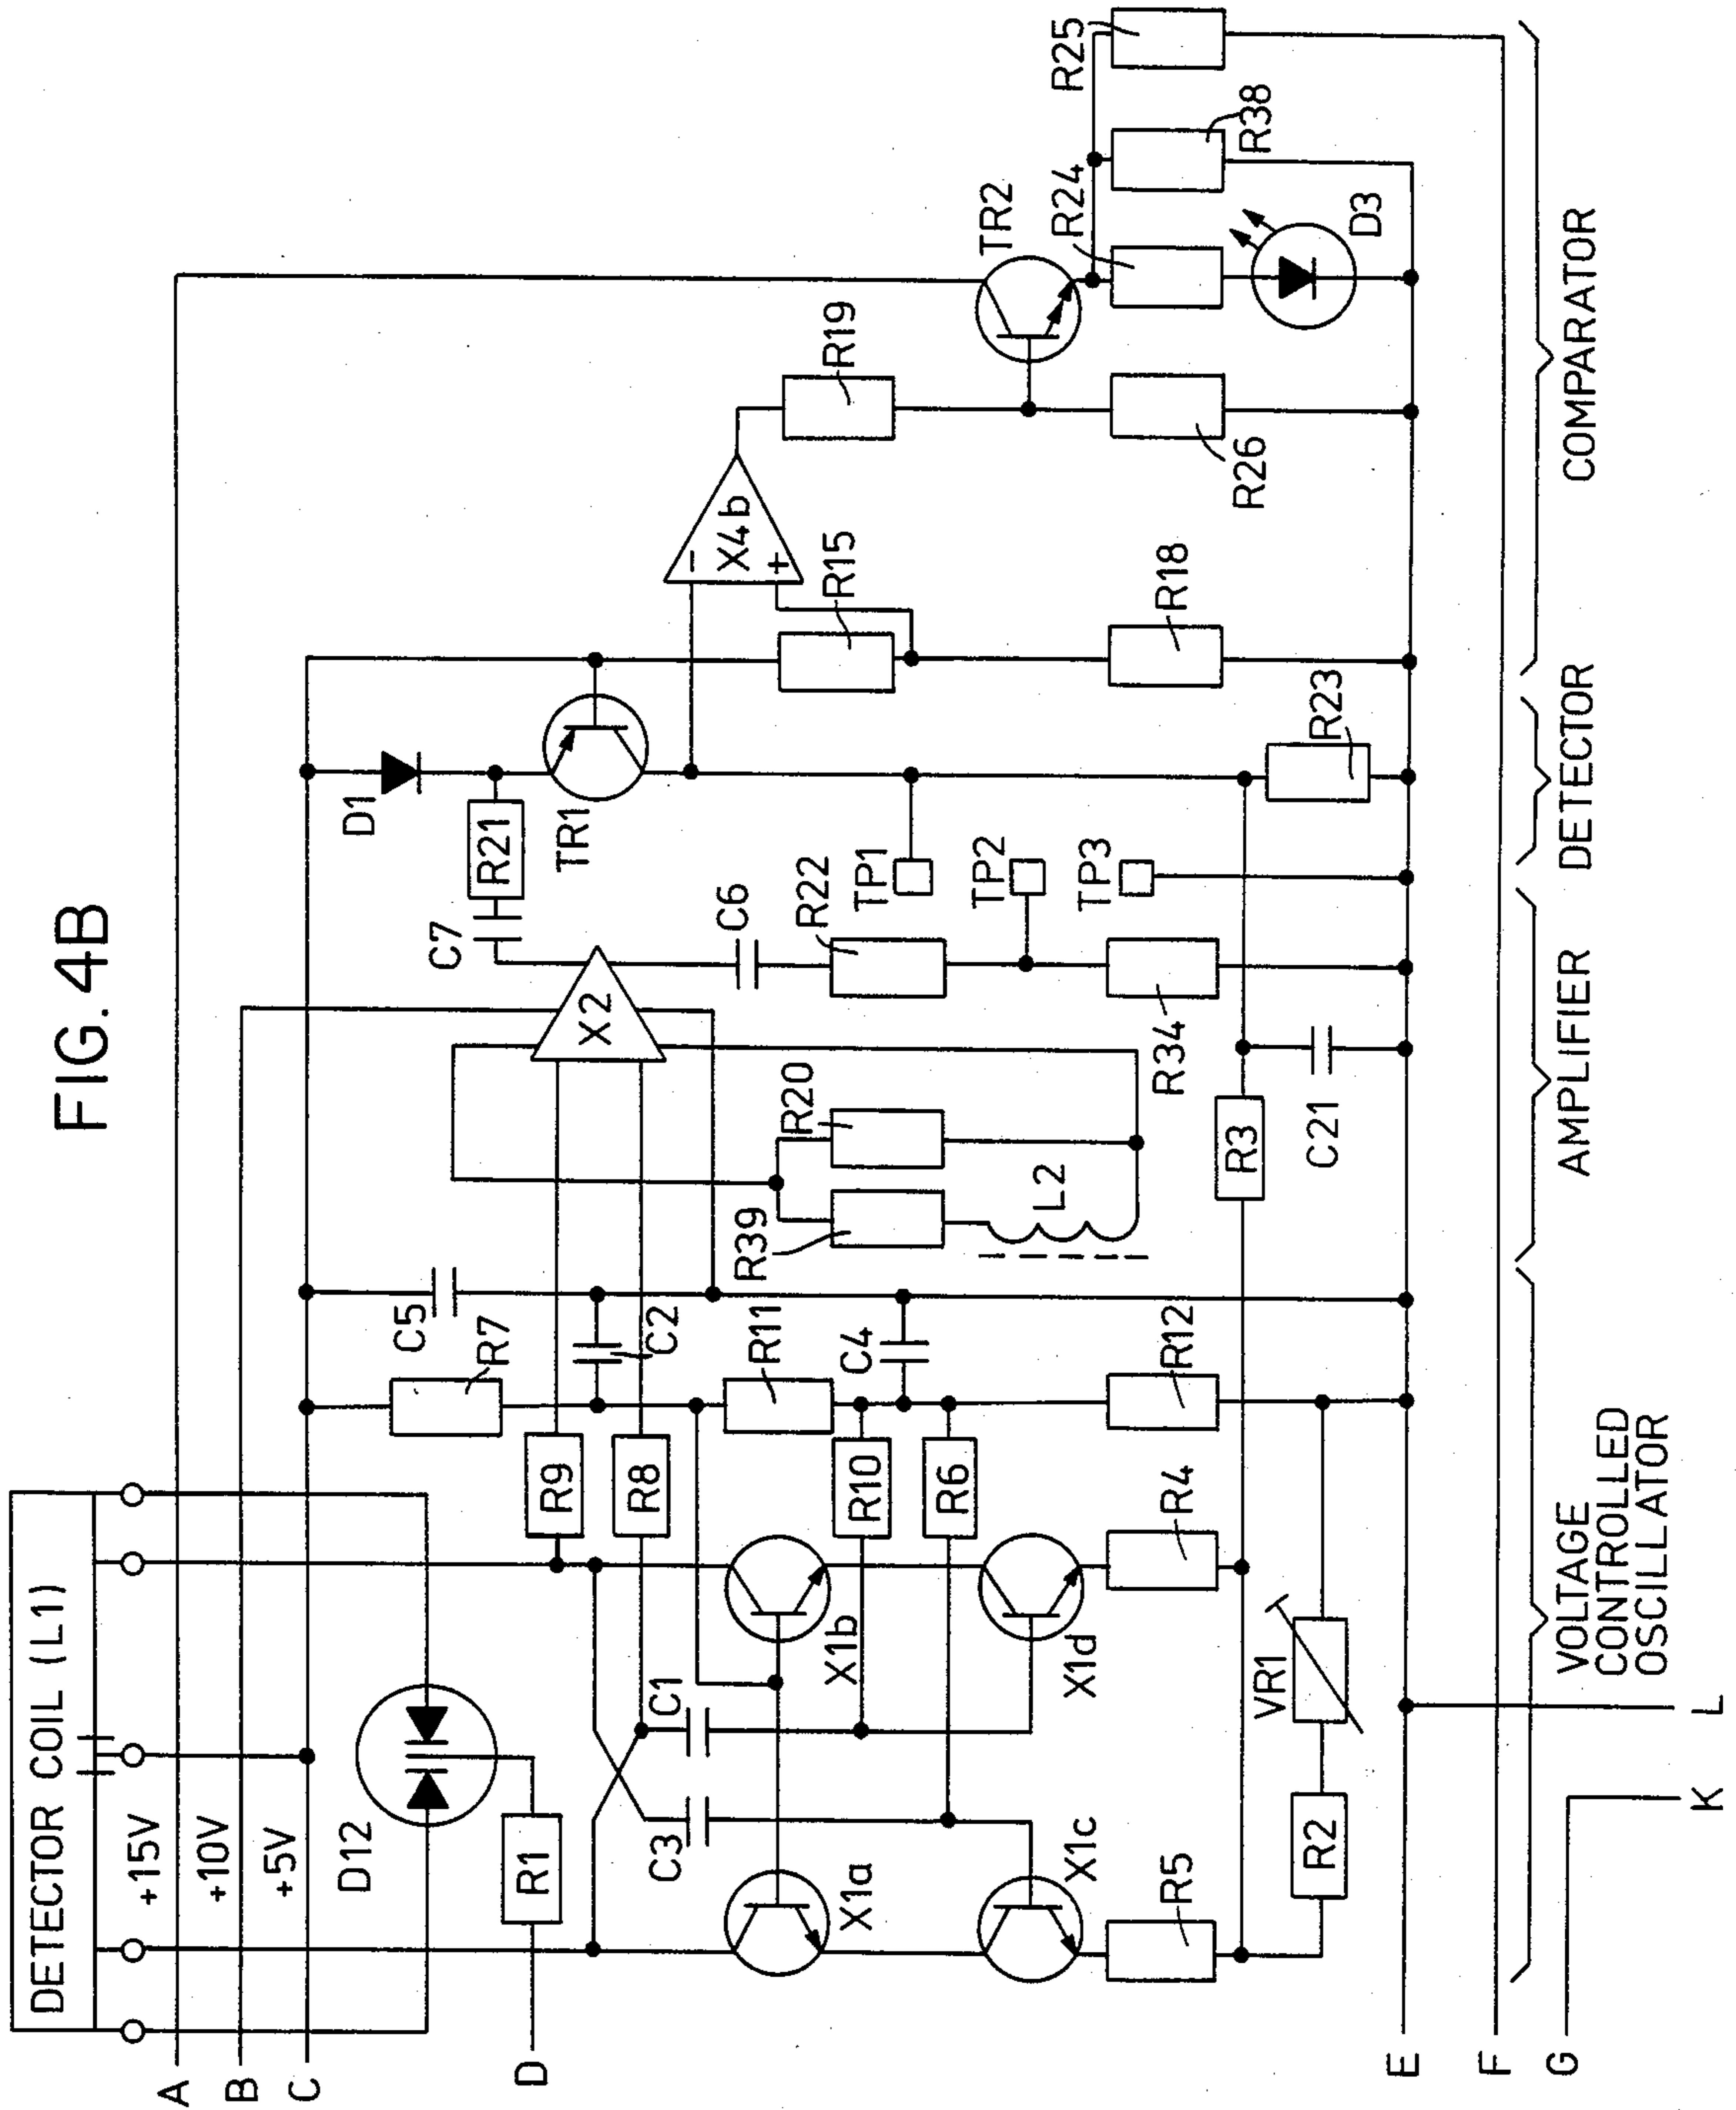 FIG. 4B
DETECTOR COIL (L1)
+15V
+10V
+5V
A
B
C
D
E
F
G
K
L
D12
R1
C5
R7
R9
R8
C2
C3
C1
X1a
X1b
X1c
X1d
R11
C4
R10
R6
R12
R4
R5
R2
VR1
X2
R39
R20
L2
R3
C21
C7
R21
D1
TR1
C6
R22
R34
TP1
TP2
TP3
R23
X4b
-
+
R15
R18
R19
R26
TR2
R24
R38
R25
D3
VOLTAGE
CONTROLLED
OSCILLATOR
AMPLIFIER
DETECTOR
COMPARATOR